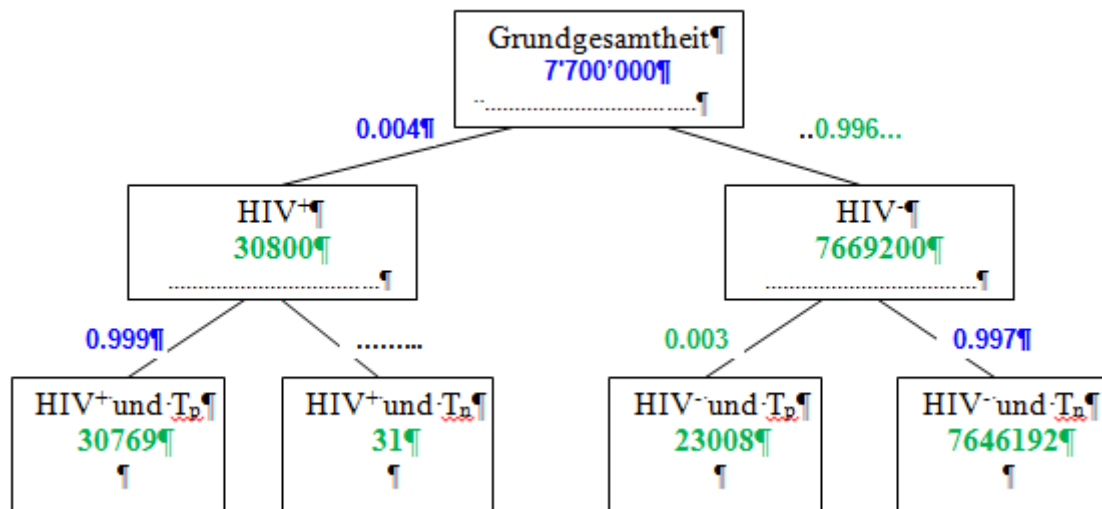 Grundgesamtheit¶
7'700’000¶
..................................¶
0.004¶ ..0.996...
HIV⁺¶ HIV⁻¶
30800¶ 7669200¶
..................................¶ ..................................¶
0.999¶ ......... 0.003 0.997¶
HIV⁺·und·Tₚ¶ HIV⁺·und·Tₙ¶ HIV⁻·und·Tₚ¶ HIV⁻·und·Tₙ¶
30769¶ 31¶ 23008¶ 7646192¶
¶ ¶ ¶ ¶